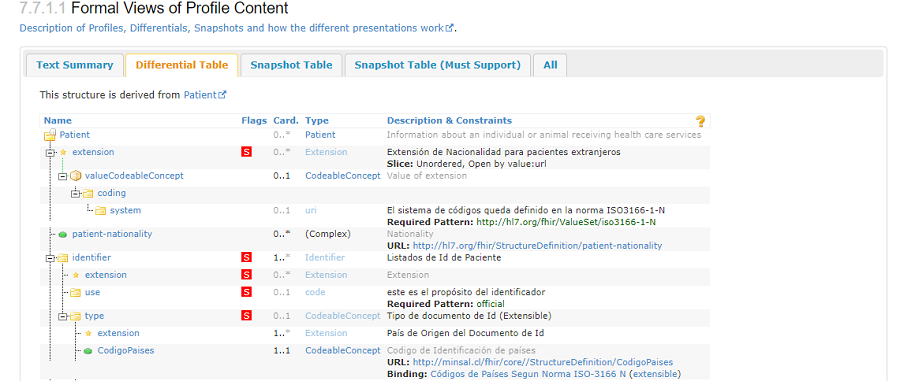 7.7.1.1 Formal Views of Profile Content
Description of Profiles, Differentials, Snapshots and how the different presentations work.
Text Summary Differential Table Snapshot Table Snapshot Table (Must Support) All
This structure is derived from Patient
Name Flags Card. Type Description & Constraints ?
Patient 0..* Patient Information about an individual or animal receiving health care services
extension S 0..* Extension Extensión de Nacionalidad para pacientes extranjeros
Slice: Unordered, Open by value:url
valueCodeableConcept 0..1 CodeableConcept Value of extension
coding
system 0..1 uri El sistema de códigos queda definido en la norma ISO3166-1-N
Required Pattern: http://hl7.org/fhir/ValueSet/iso3166-1-N
patient-nationality 0..* (Complex) Nationality
URL: http://hl7.org/fhir/StructureDefinition/patient-nationality
identifier S 1..* Identifier Listados de Id de Paciente
extension S 0..* Extension Extension
use S 0..1 code este es el propósito del identificador
Required Pattern: official
type S 0..1 CodeableConcept Tipo de documento de Id (Extensible)
extension 1..* Extension País de Origen del Documento de Id
CodigoPaises 1..1 CodeableConcept Codigo de Identificación de países
URL: http://minsal.cl/fhir/core//StructureDefinition/CodigoPaises
Binding: Códigos de Países Segun Norma ISO-3166 N (extensible)